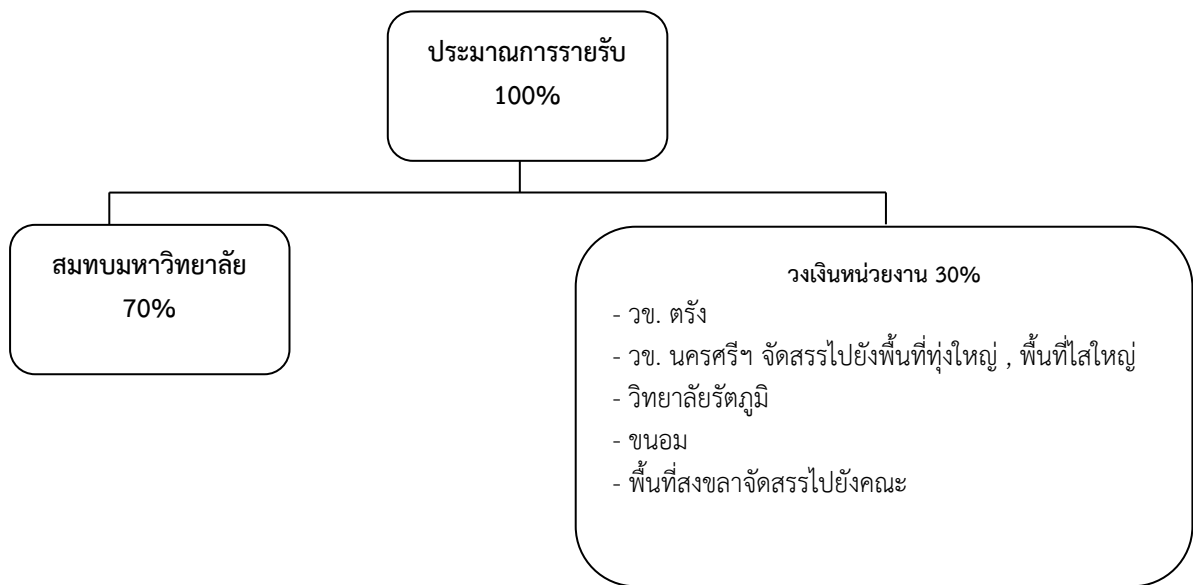 ประมาณการรายรับ
100%
สมทบมหาวิทยาลัย
70%
วงเงินหน่วยงาน 30%
- วข. ตรัง
- วข. นครศรีฯ จัดสรรไปยังพื้นที่ทุ่งใหญ่ , พื้นที่ไสใหญ่
- วิทยาลัยรัตภูมิ
- ขนอม
- พื้นที่สงขลาจัดสรรไปยังคณะ